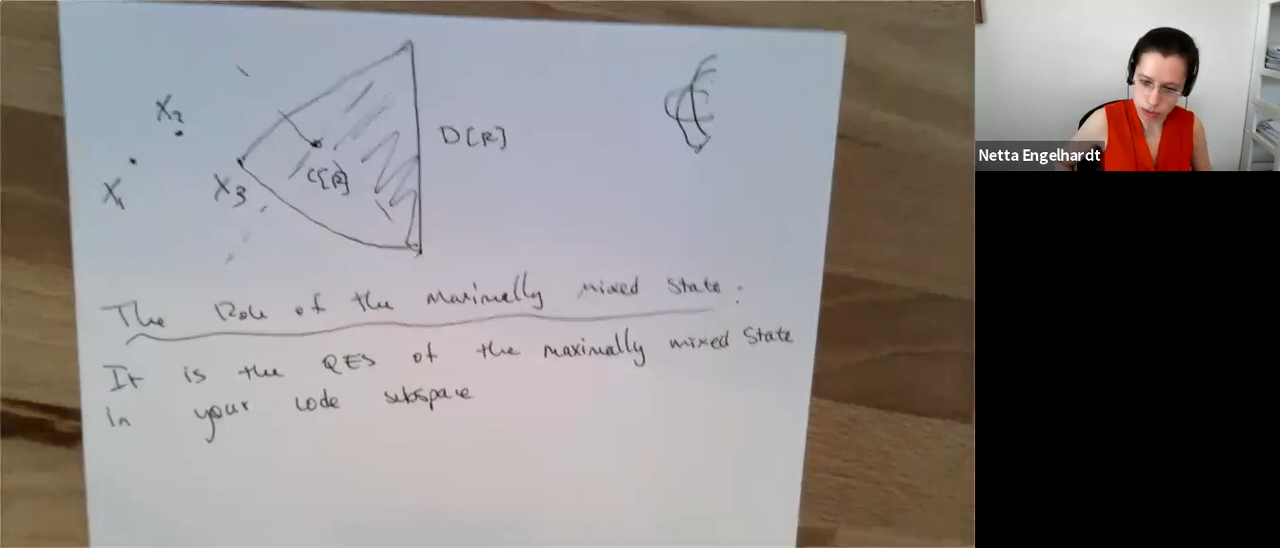 X₂
X₁
X₃
C[R]
D[R]
The Role of the maximally mixed State:
It is the QES of the maximally mixed State
in your code subspace
Netta Engelhardt